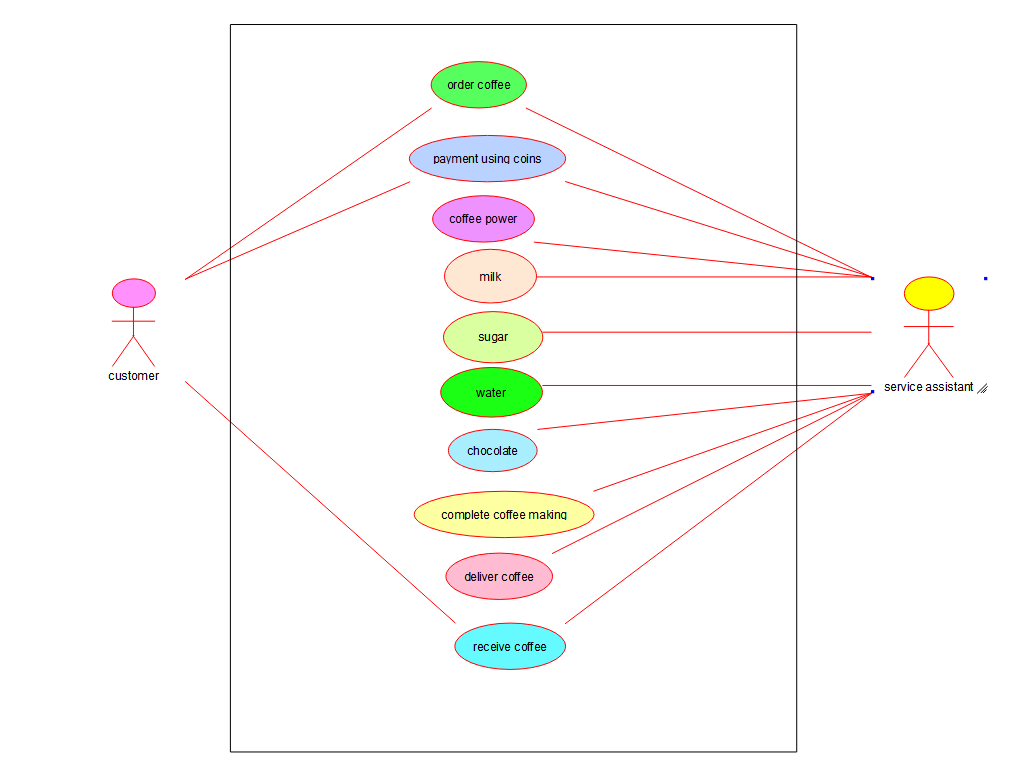 order coffee
payment using coins
coffee power
milk
sugar
water
chocolate
complete coffee making
deliver coffee
receive coffee
customer
service assistant